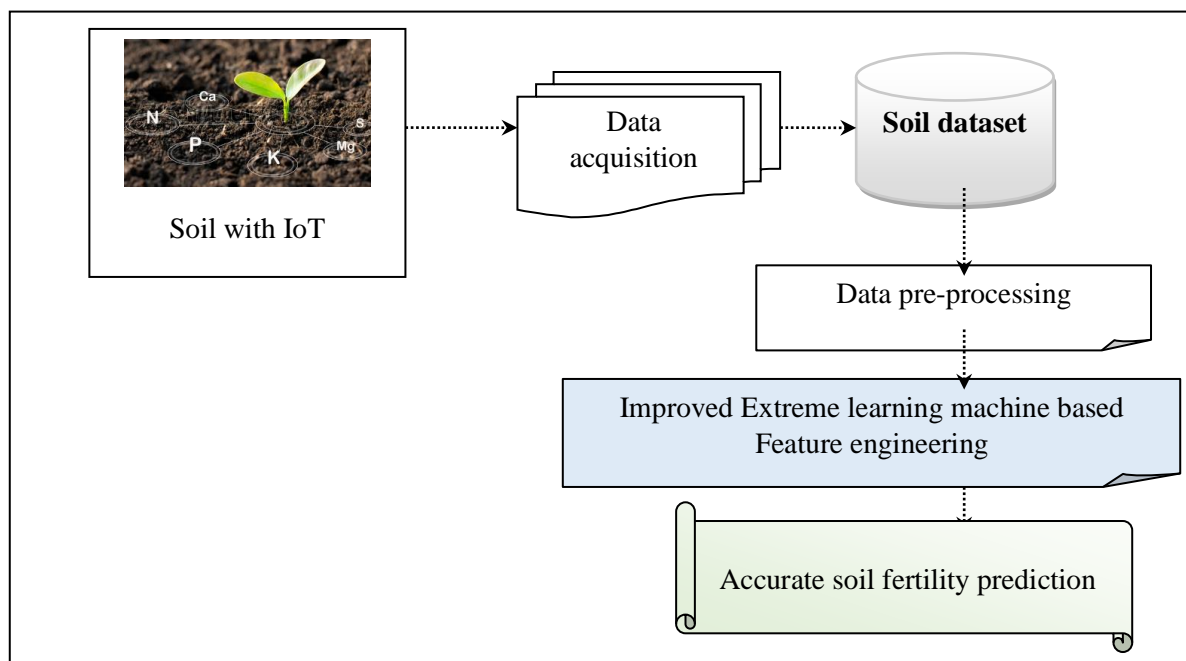 Ca
N
S
P
K
Mg
Soil with IoT
Data
acquisition
Soil dataset
Data pre-processing
Improved Extreme learning machine based
Feature engineering
Accurate soil fertility prediction